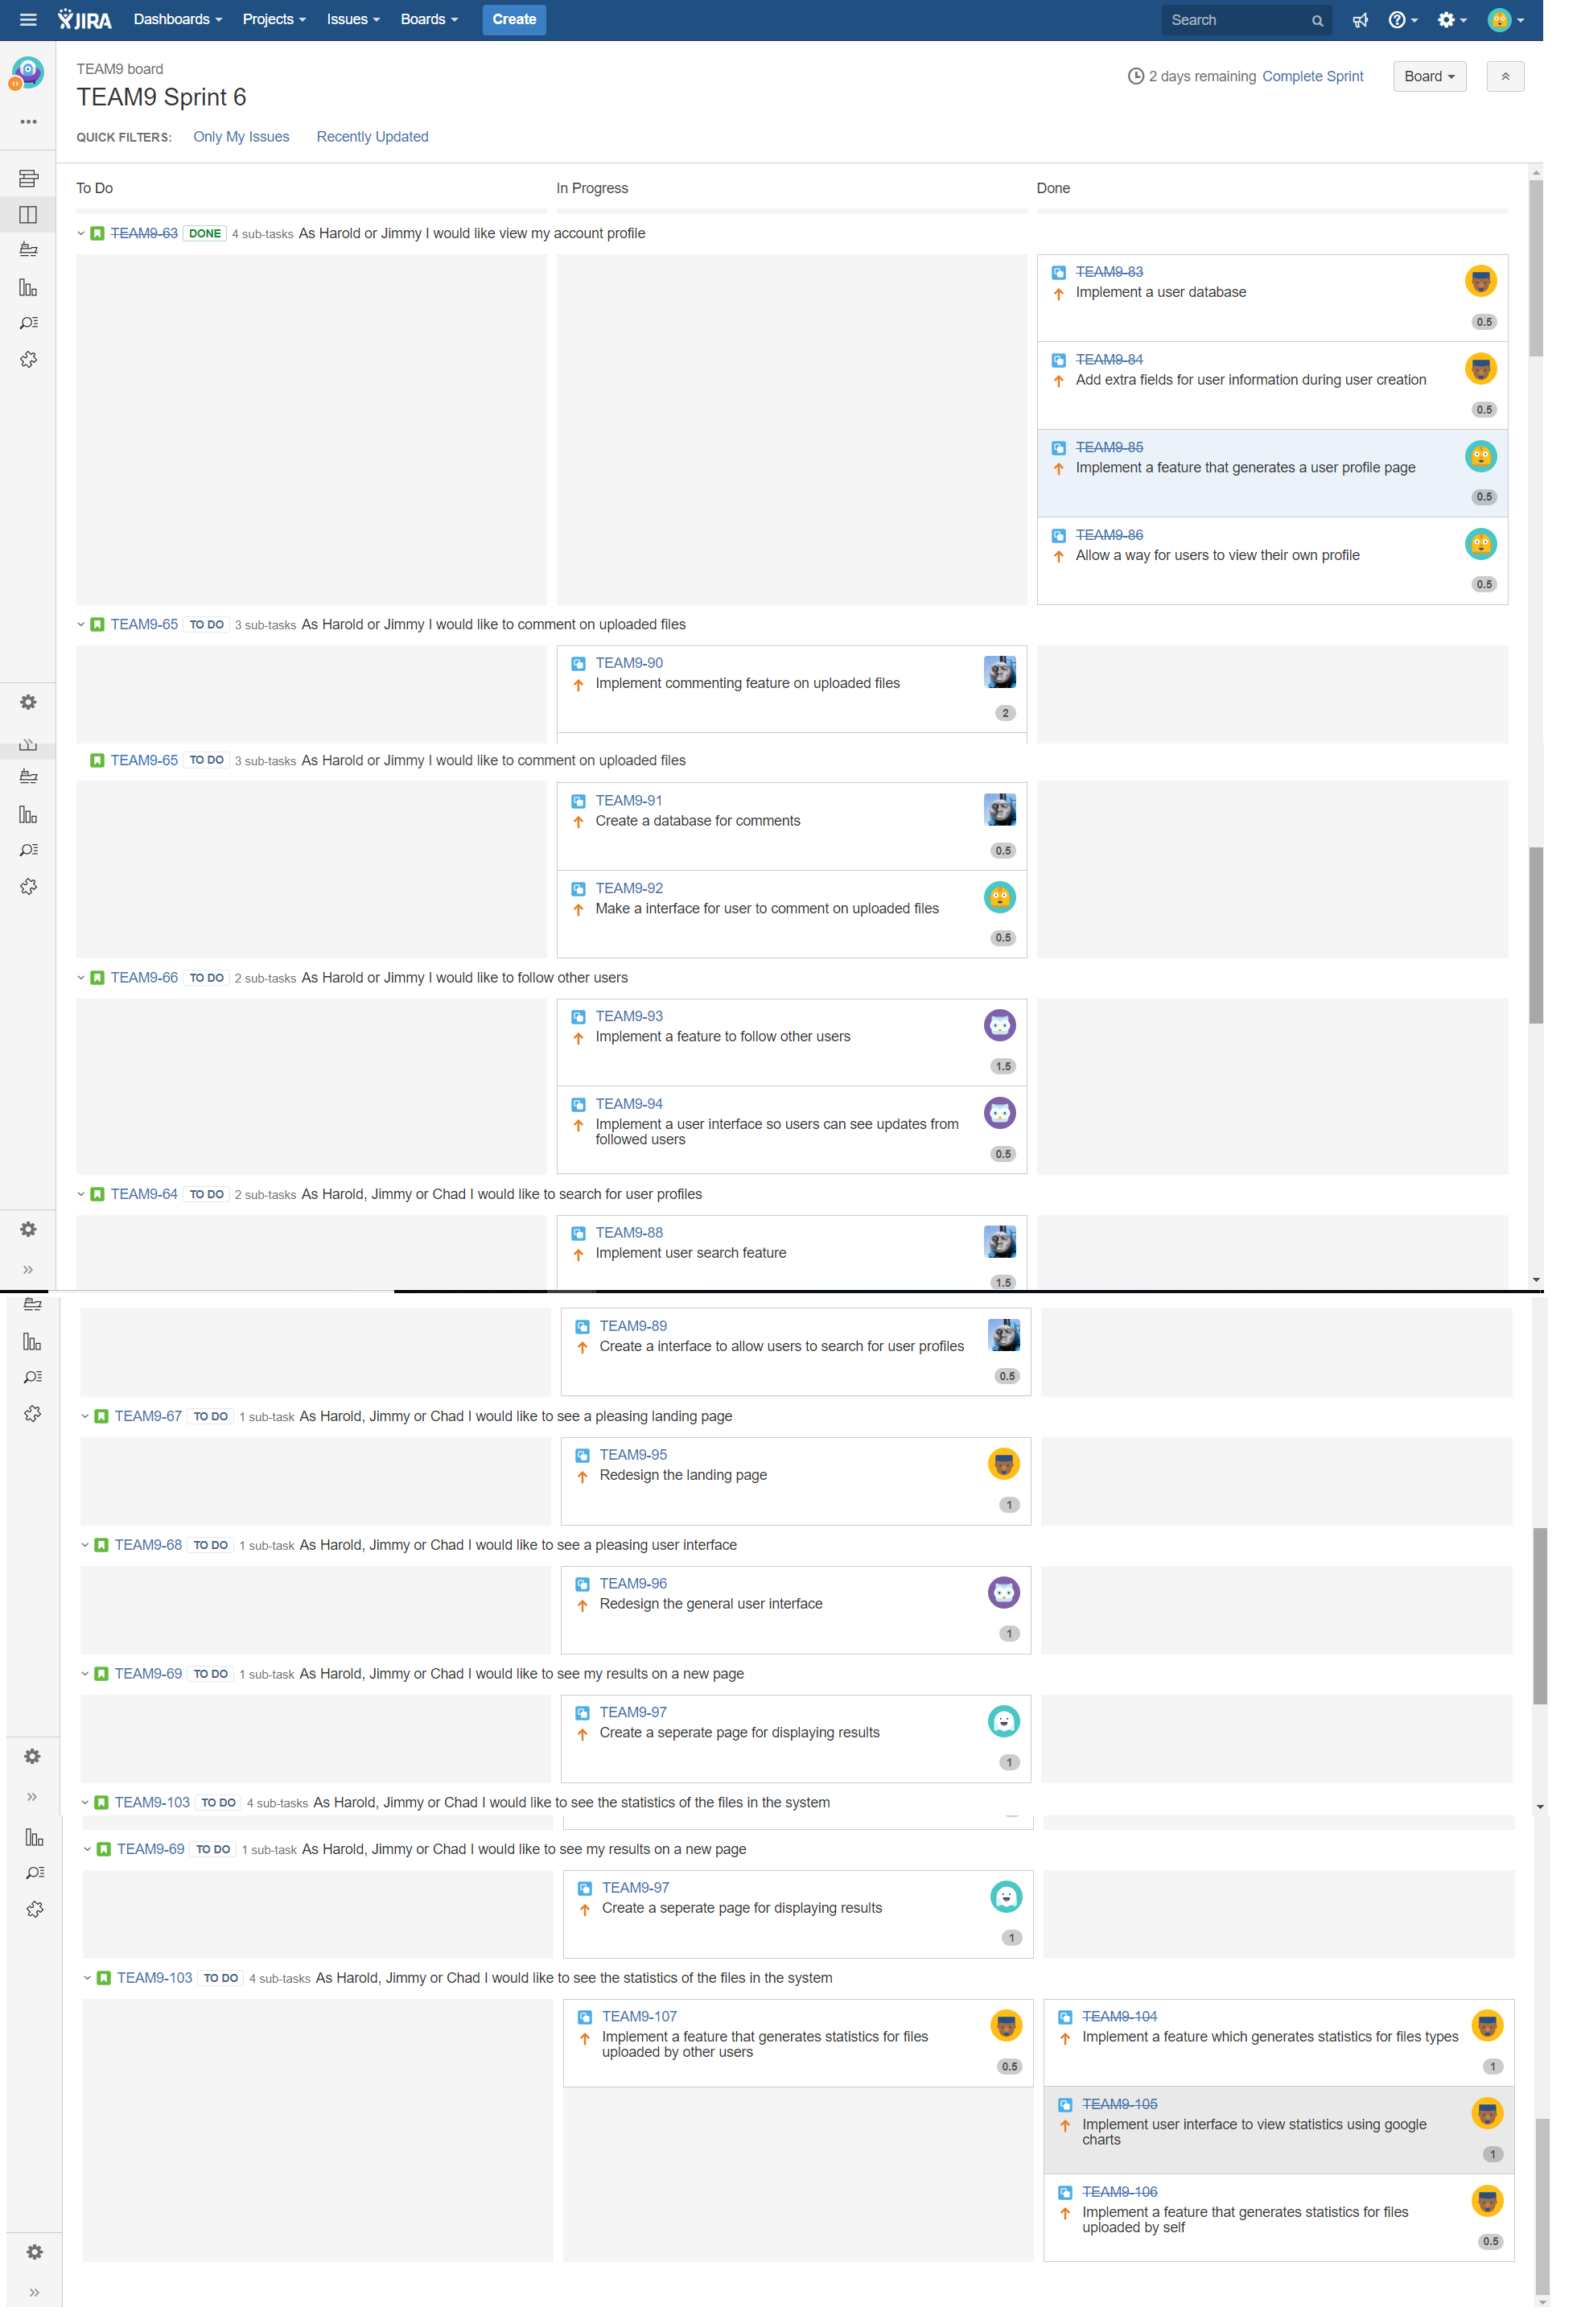 JIRA Dashboards Projects Issues Boards Create Search
TEAM9 board
TEAM9 Sprint 6
2 days remaining Complete Sprint Board
QUICK FILTERS: Only My Issues Recently Updated
To Do In Progress Done
TEAM9-63 DONE 4 sub-tasks As Harold or Jimmy I would like view my account profile
TEAM9-83
Implement a user database
0.5
TEAM9-84
Add extra fields for user information during user creation
0.5
TEAM9-85
Implement a feature that generates a user profile page
0.5
TEAM9-86
Allow a way for users to view their own profile
0.5
TEAM9-65 TO DO 3 sub-tasks As Harold or Jimmy I would like to comment on uploaded files
TEAM9-90
Implement commenting feature on uploaded files
2
TEAM9-65 TO DO 3 sub-tasks As Harold or Jimmy I would like to comment on uploaded files
TEAM9-91
Create a database for comments
0.5
TEAM9-92
Make a interface for user to comment on uploaded files
0.5
TEAM9-66 TO DO 2 sub-tasks As Harold or Jimmy I would like to follow other users
TEAM9-93
Implement a feature to follow other users
1.5
TEAM9-94
Implement a user interface so users can see updates from
followed users
0.5
TEAM9-64 TO DO 2 sub-tasks As Harold, Jimmy or Chad I would like to search for user profiles
TEAM9-88
Implement user search feature
1.5
TEAM9-89
Create a interface to allow users to search for user profiles
0.5
TEAM9-67 TO DO 1 sub-task As Harold, Jimmy or Chad I would like to see a pleasing landing page
TEAM9-95
Redesign the landing page
1
TEAM9-68 TO DO 1 sub-task As Harold, Jimmy or Chad I would like to see a pleasing user interface
TEAM9-96
Redesign the general user interface
1
TEAM9-69 TO DO 1 sub-task As Harold, Jimmy or Chad I would like to see my results on a new page
TEAM9-97
Create a seperate page for displaying results
1
TEAM9-103 TO DO 4 sub-tasks As Harold, Jimmy or Chad I would like to see the statistics of the files in the system
TEAM9-69 TO DO 1 sub-task As Harold, Jimmy or Chad I would like to see my results on a new page
TEAM9-97
Create a seperate page for displaying results
1
TEAM9-103 TO DO 4 sub-tasks As Harold, Jimmy or Chad I would like to see the statistics of the files in the system
TEAM9-107
Implement a feature that generates statistics for files
uploaded by other users
0.5
TEAM9-104
Implement a feature which generates statistics for files types
1
TEAM9-105
Implement user interface to view statistics using google
charts
1
TEAM9-106
Implement a feature that generates statistics for files
uploaded by self
0.5